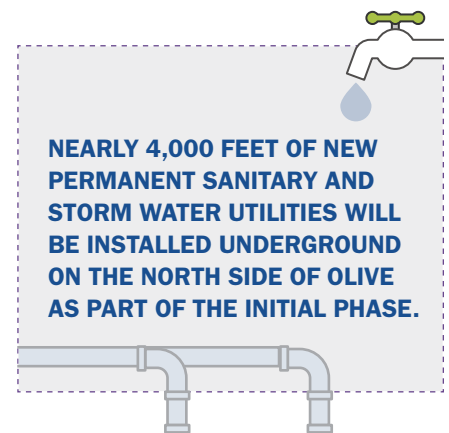 NEARLY 4,000 FEET OF NEW
PERMANENT SANITARY AND
STORM WATER UTILITIES WILL
BE INSTALLED UNDERGROUND
ON THE NORTH SIDE OF OLIVE
AS PART OF THE INITIAL PHASE.